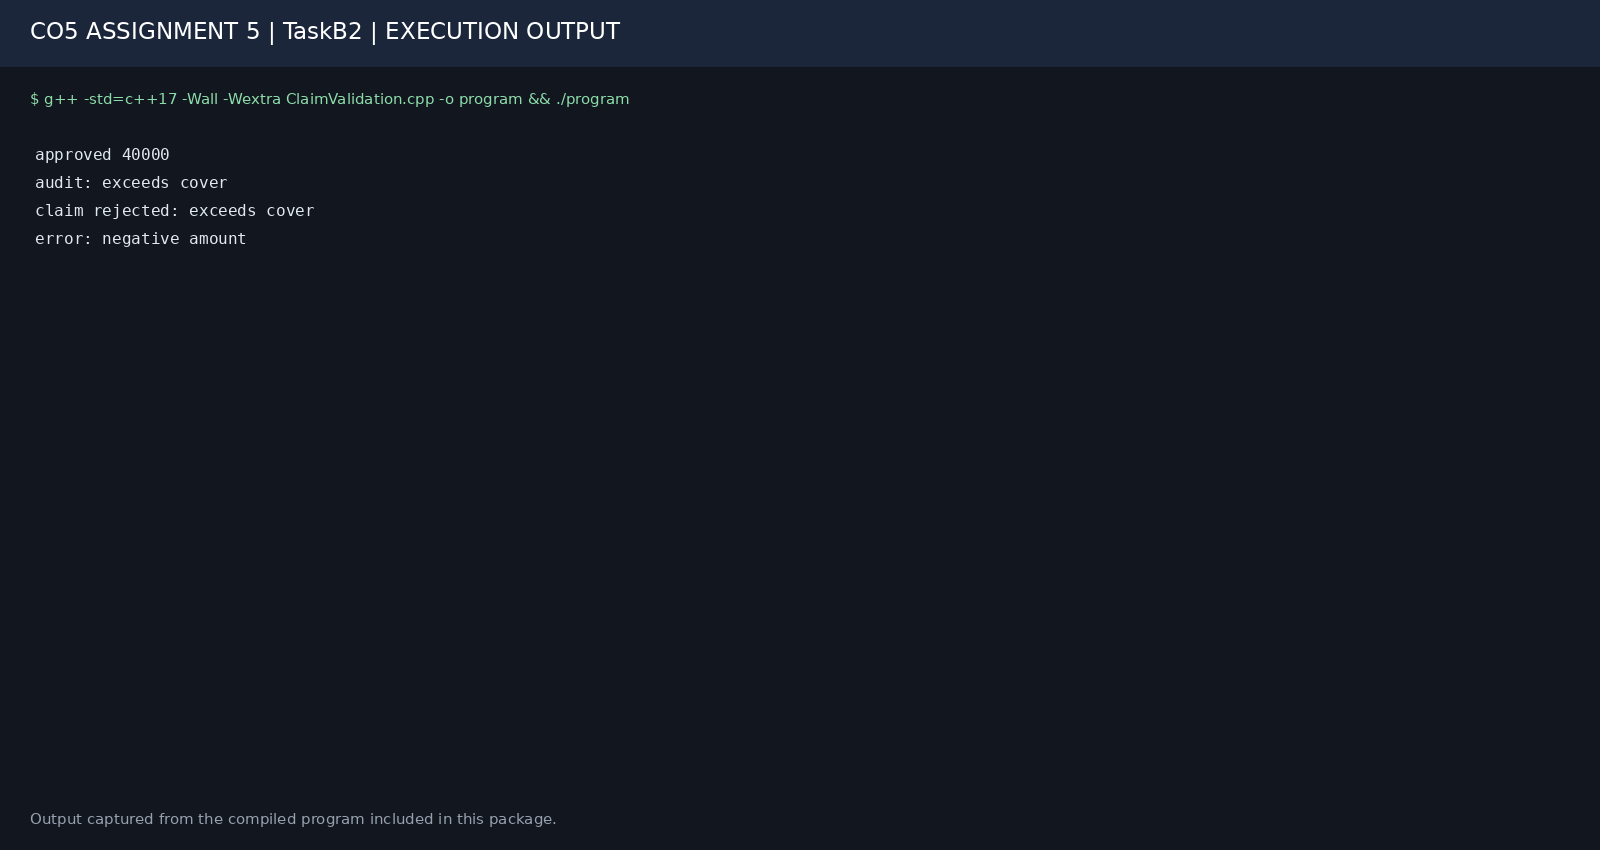 CO5 ASSIGNMENT 5 | TaskB2 | EXECUTION OUTPUT
$ g++ -std=c++17 -Wall -Wextra ClaimValidation.cpp -o program && ./program
approved 40000
audit: exceeds cover
claim rejected: exceeds cover
error: negative amount
Output captured from the compiled program included in this package.